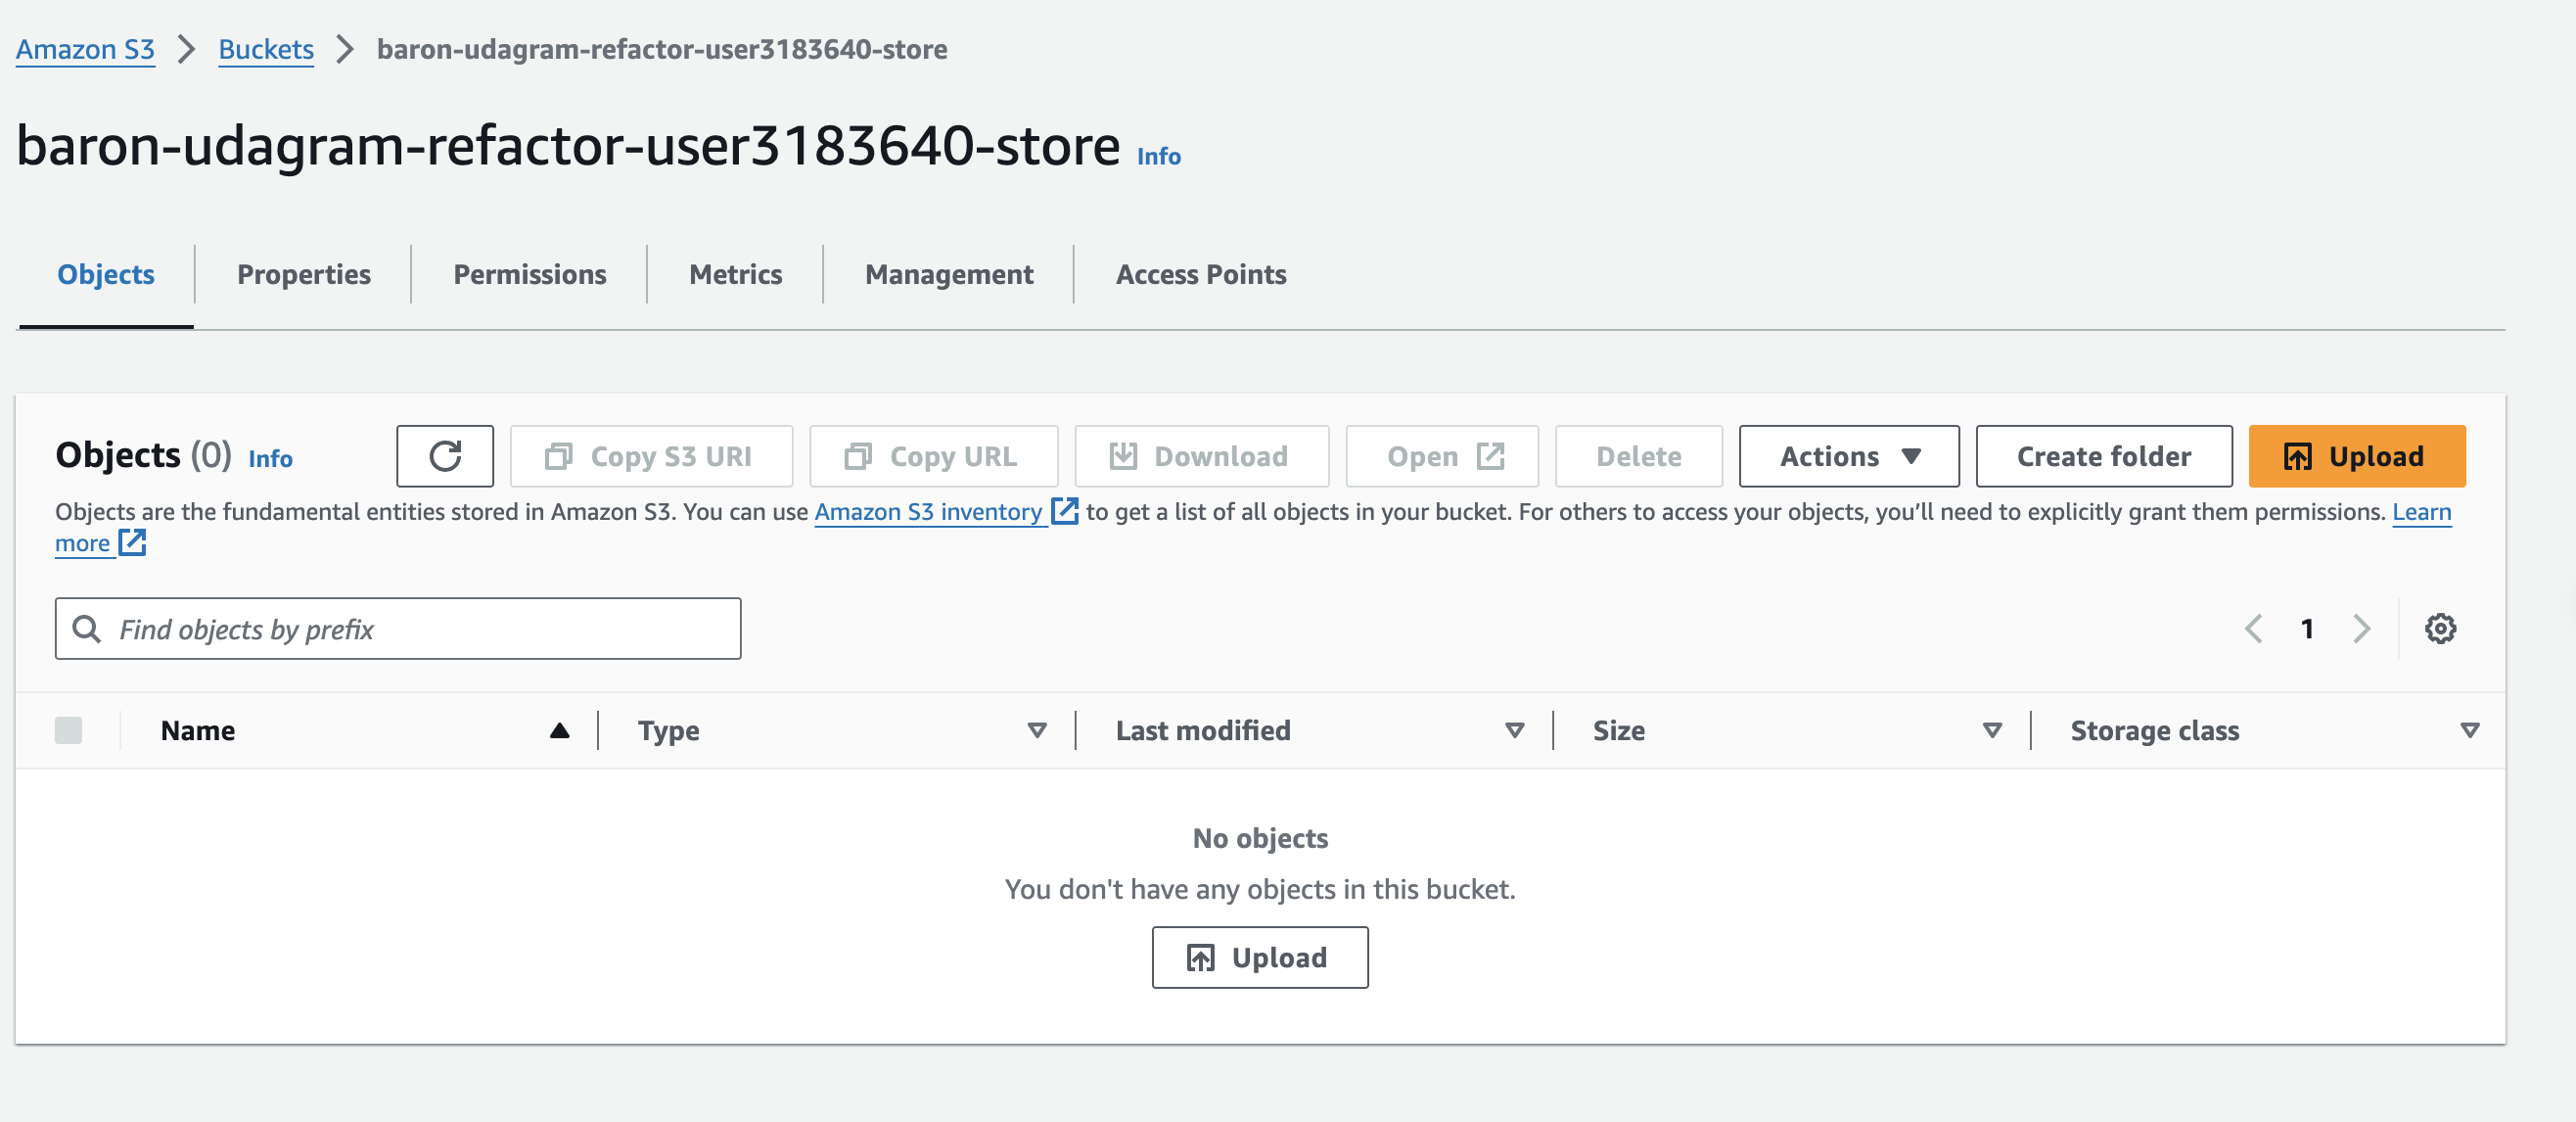 Amazon S3 > Buckets > baron-udagram-refactor-user3183640-store
baron-udagram-refactor-user3183640-store Info
Objects Properties Permissions Metrics Management Access Points
Objects (0) Info Copy S3 URI Copy URL Download Open Delete Actions Create folder Upload
Objects are the fundamental entities stored in Amazon S3. You can use Amazon S3 inventory to get a list of all objects in your bucket. For others to access your objects, you’ll need to explicitly grant them permissions. Learn
more
Find objects by prefix 1
Name Type Last modified Size Storage class
No objects
You don't have any objects in this bucket.
Upload